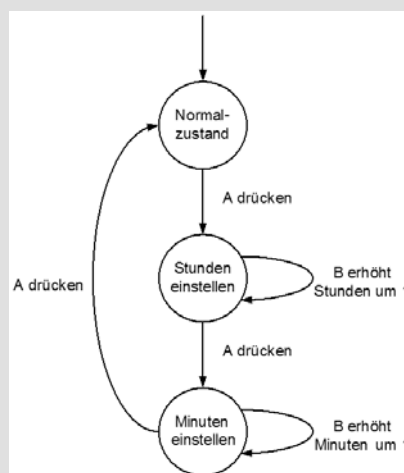 Normal-
zustand
A drücken
Stunden
einstellen
B erhöht
Stunden um
A drücken
A drücken
Minuten
einstellen
B erhöht
Minuten um